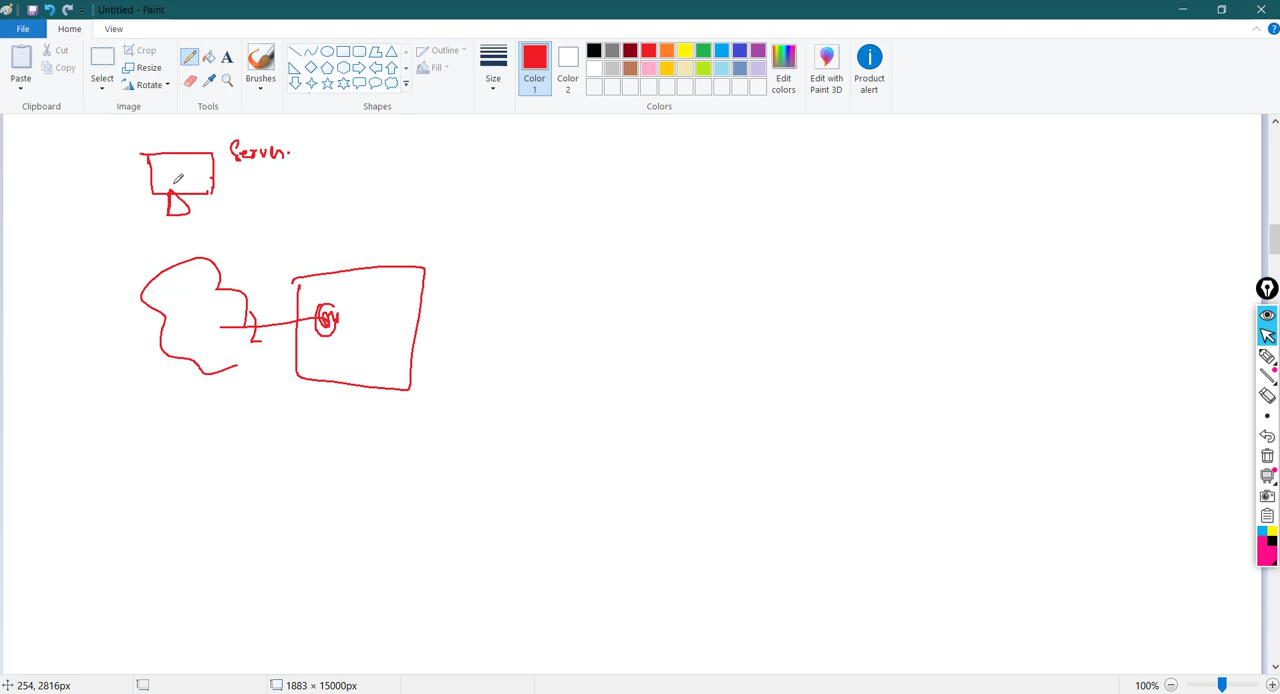 Untitled - Paint
File
Home
View
Paste
Cut
Copy
Clipboard
Select
Crop
Resize
Rotate
Image
A
Tools
Brushes
Shapes
Outline
Fill
Size
Color
1
Color
2
Edit
colors
Edit with
Paint 3D
Product
alert
Colors
Server.
254, 2816px
1883 × 15000px
100%